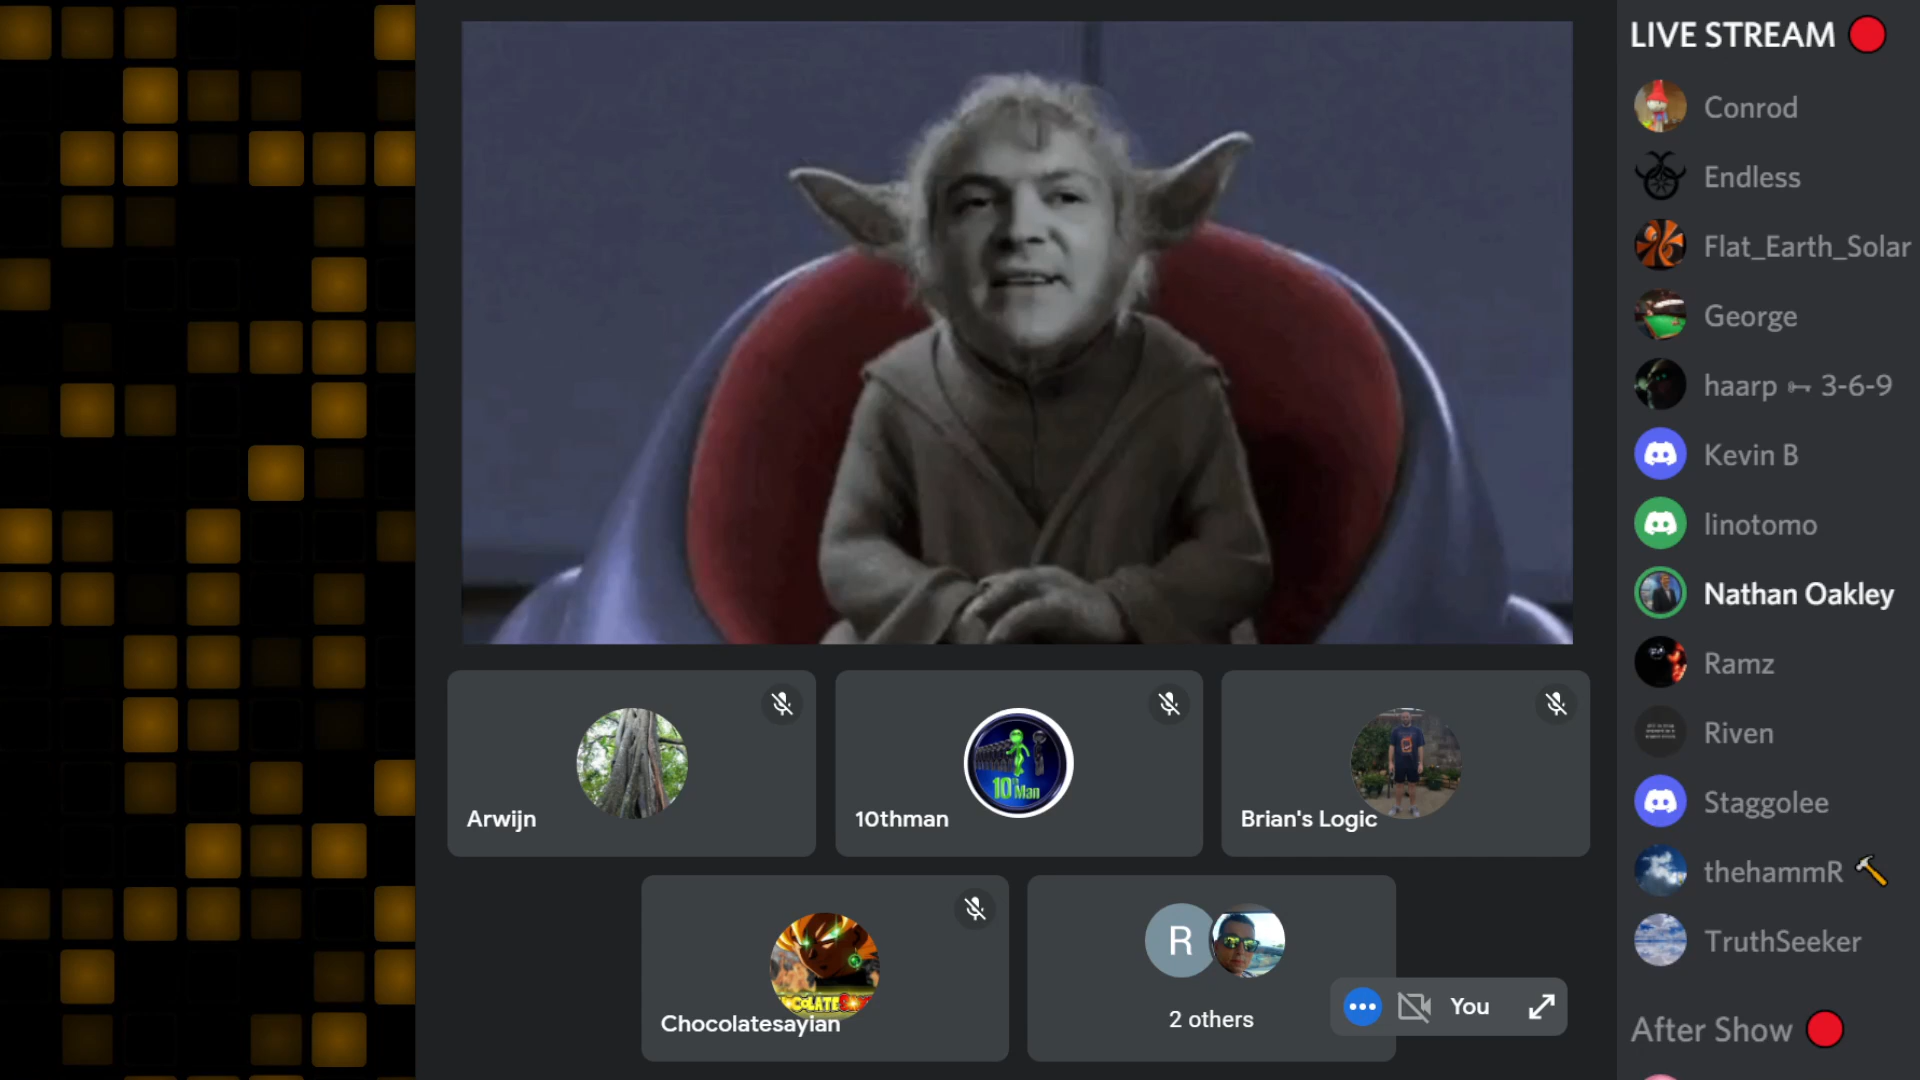 LIVE STREAM
Conrod
Endless
Flat_Earth_Solar
George
haarp 🗝 3-6-9
Kevin B
linotomo
Nathan Oakley
Ramz
Riven
Staggolee
thehammR 🔨
TruthSeeker
After Show
Arwijn
10thman
10th Man
Brian's Logic
Chocolatesayian
R
2 others
You